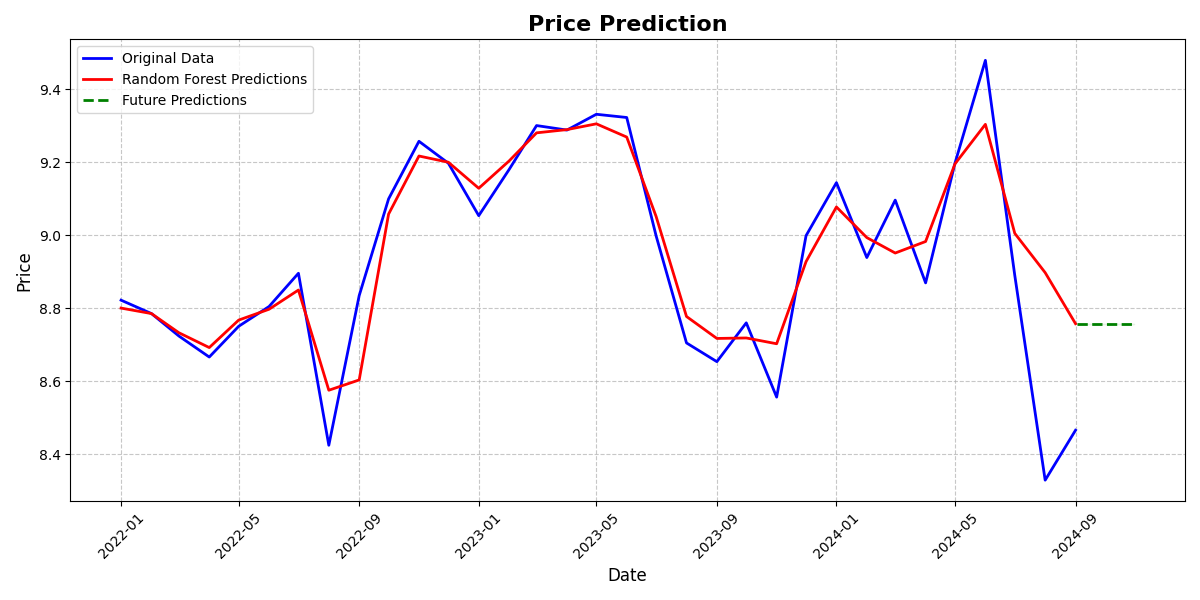 Price Prediction
Original Data
Random Forest Predictions
Future Predictions
Price
9.4
9.2
9.0
8.8
8.6
8.4
2022-01
2022-05
2022-09
2023-01
2023-05
2023-09
2024-01
2024-05
2024-09
Date